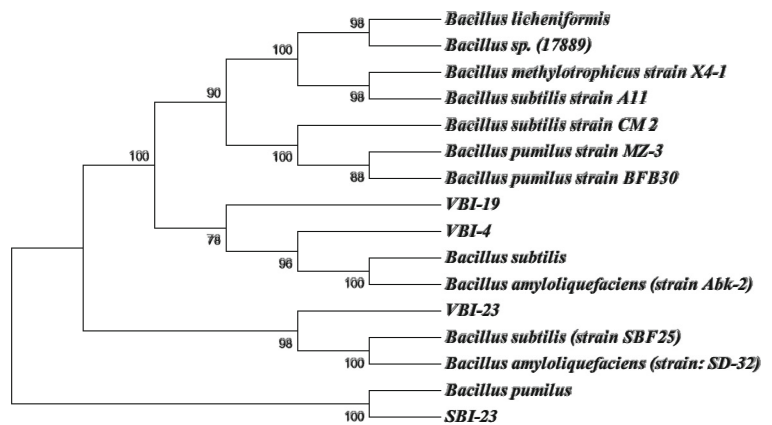 98
Bacillus licheniformis
Bacillus sp. (17889)
100
Bacillus methylotrophicus strain X4-1
98
Bacillus subtilis strain A11
90
Bacillus subtilis strain CM 2
100
Bacillus pumilus strain MZ-3
88
Bacillus pumilus strain BFB30
100
VBI-19
78
VBI-4
96
Bacillus subtilis
100
Bacillus amyloliquefaciens (strain Abk-2)
VBI-23
98
Bacillus subtilis (strain SBF25)
100
Bacillus amyloliquefaciens (strain: SD-32)
Bacillus pumilus
100
SBI-23